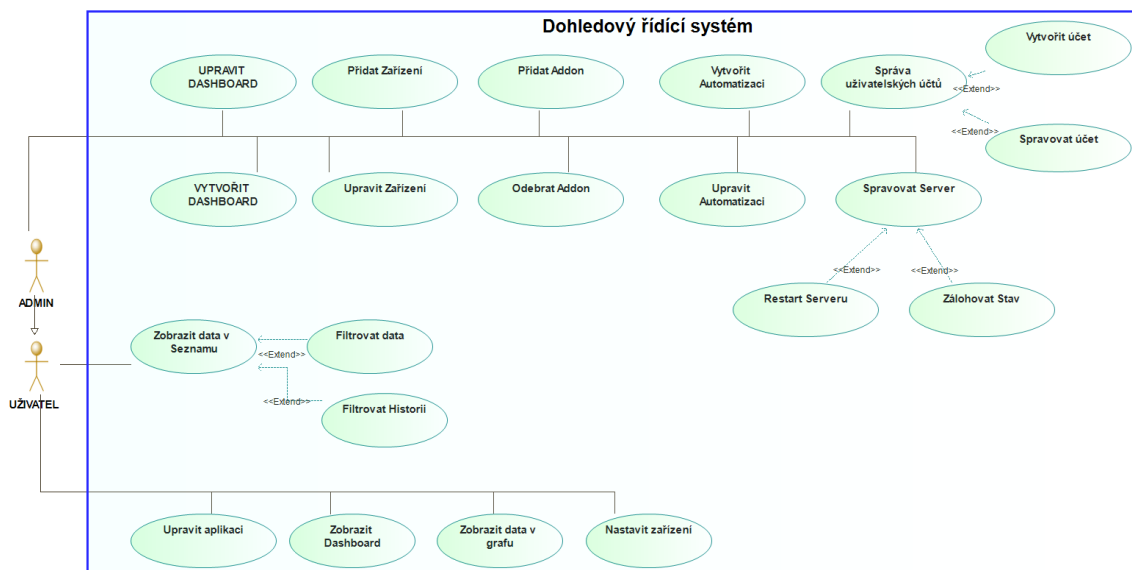 Dohledový řídící systém
UPRAVIT
DASHBOARD
Přidat Zařízení
Přidat Addon
Vytvořit
Automatizaci
Správa
uživatelských účtů
Vytvořit účet
<<Extend>>
<<Extend>>
Spravovat účet
VYTVOŘIT
DASHBOARD
Upravit Zařízení
Odebrat Addon
Upravit
Automatizaci
Spravovat Server
<<Extend>>
<<Extend>>
Restart Serveru
Zálohovat Stav
ADMIN
Zobrazit data v
Seznamu
Filtrovat data
<<Extend>>
<<Extend>>
Filtrovat Historii
UŽIVATEL
Upravit aplikaci
Zobrazit
Dashboard
Zobrazit data v
grafu
Nastavit zařízení